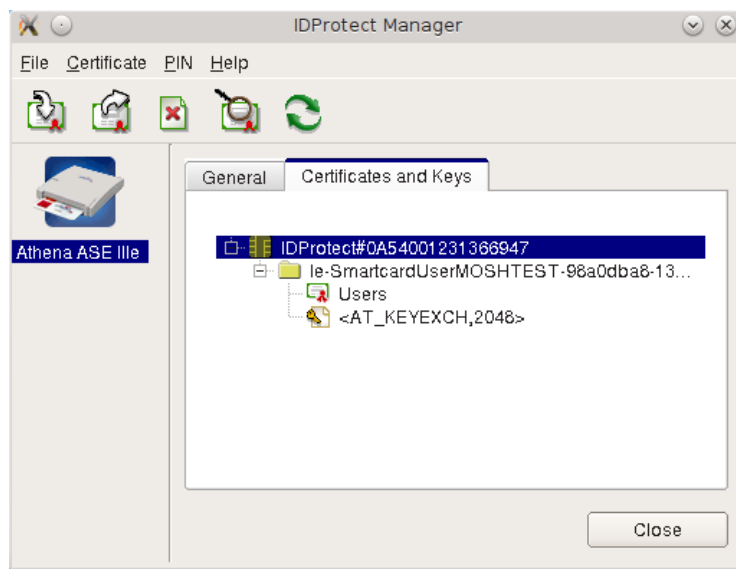 IDProtect Manager
File Certificate PIN Help
General Certificates and Keys
Athena ASE IIIe
IDProtect#0A54001231366947
le-SmartcardUserMOSHTEST-98a0dba8-13...
Users
<AT_KEYEXCH,2048>
Close